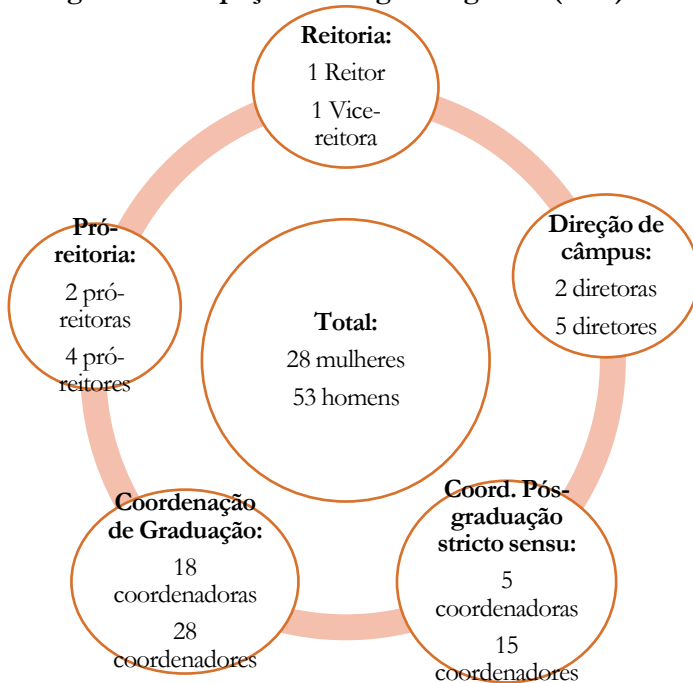 Reitoria:
1 Reitor
1 Vice-
reitora
Direção de
câmpus:
2 diretoras
5 diretores
Coord. Pós-
graduação
stricto sensu:
5
coordenadoras
15
coordenadores
Coordenação
de Graduação:
18
coordenadoras
28
coordenadores
Pró-
reitoria:
2 pró-
reitoras
4 pró-
reitores
Total:
28 mulheres
53 homens